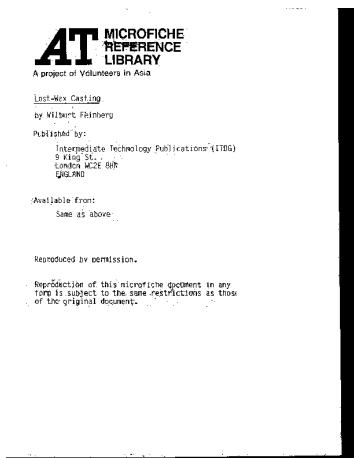 AT MICROFICHE
REFERENCE
LIBRARY
A project of Volunteers in Asia
Lost-Wax Casting
by Wilburt Feinberg
Published by:
Intermediate Technology Publications (ITDG)
9 King St.
London WC2E 8HN
ENGLAND
Available from:
Same as above
Reproduced by permission.
Reproduction of this microfiche document in any
form is subject to the same restrictions as those
of the original document.